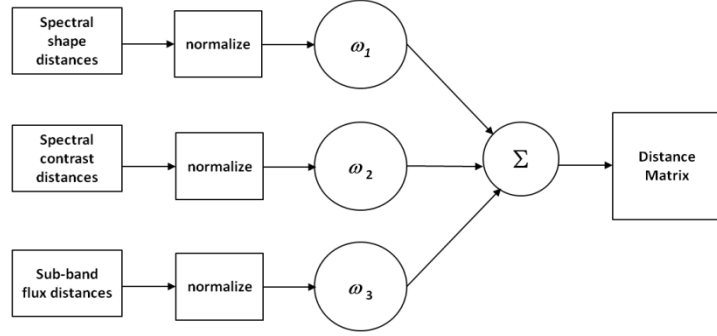 Spectral
shape
distances
normalize
ω1
Spectral
contrast
distances
normalize
ω2
Σ
Distance
Matrix
Sub-band
flux distances
normalize
ω3